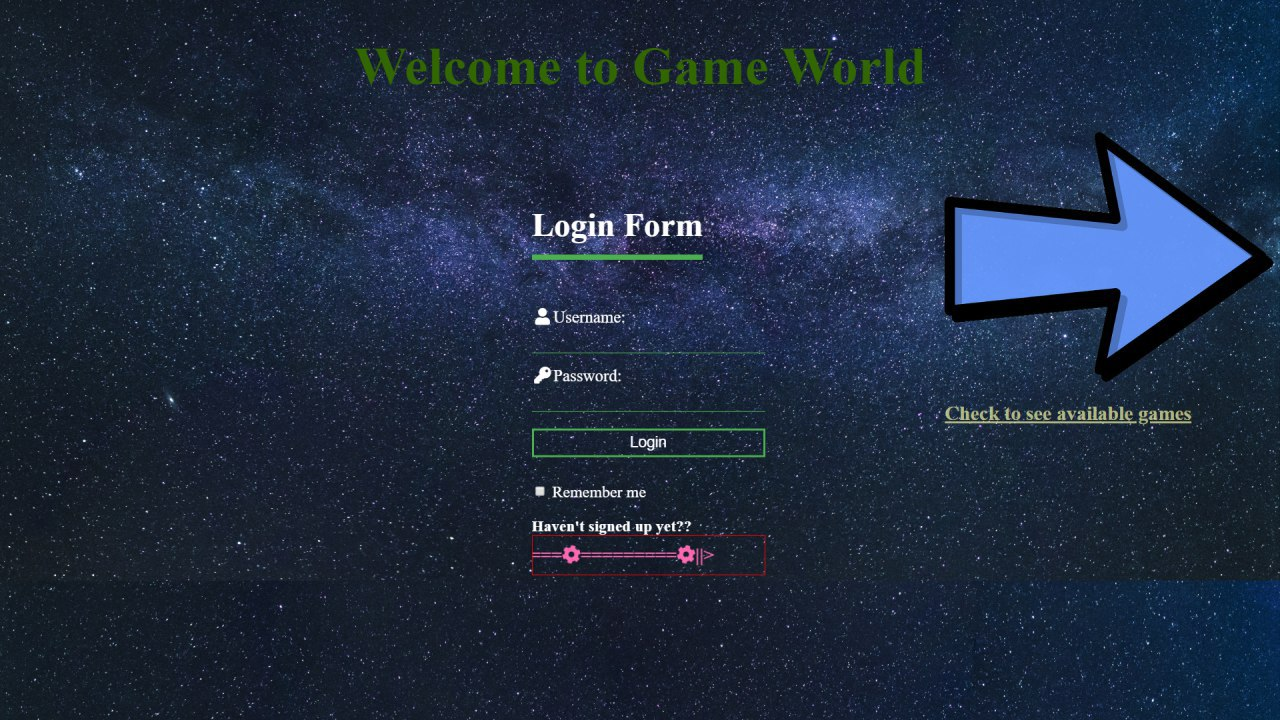 Welcome to Game World
Login Form
Username:
Password:
Check to see available games
Login
Remember me
Haven't signed up yet??